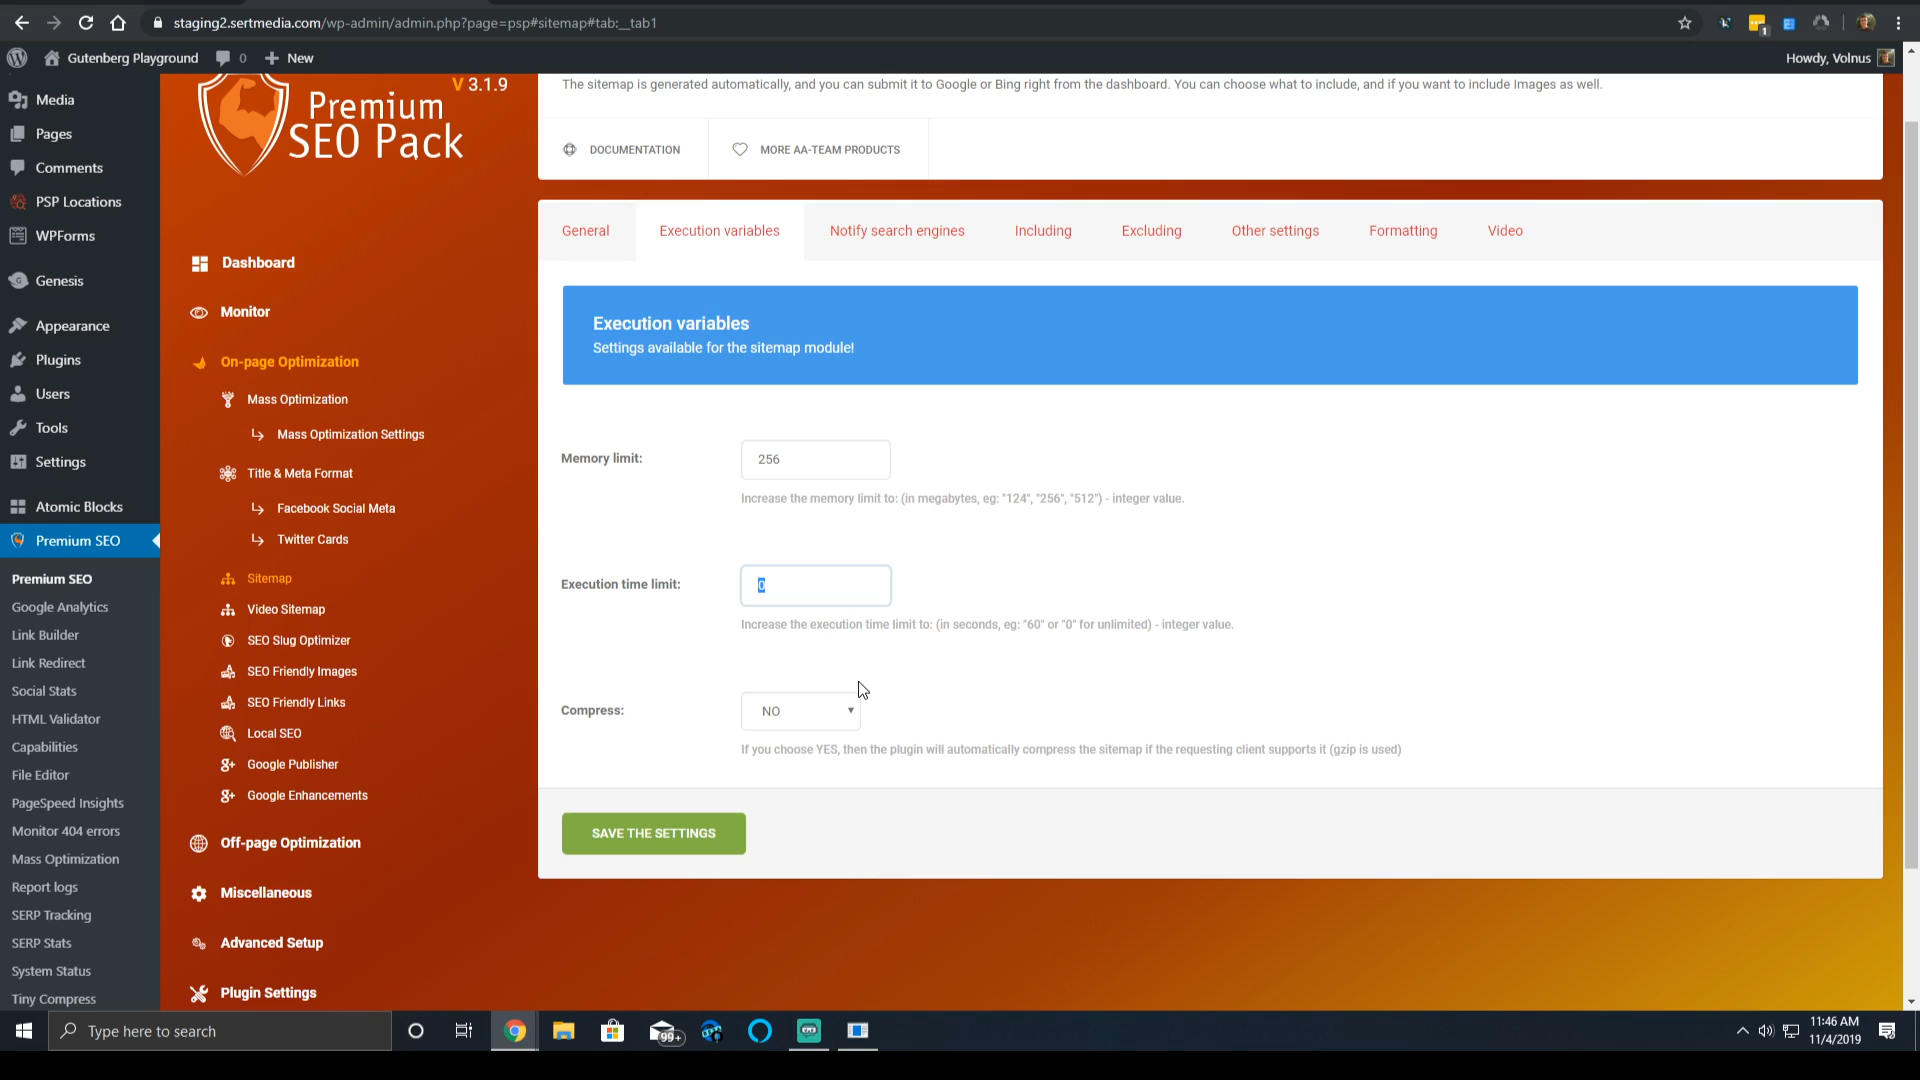 staging2.sertmedia.com/wp-admin/admin.php?page=psp#sitemap#tab:__tab1
1
Gutenberg Playground
0
New
Howdy, Volnus
Media
Pages
Comments
PSP Locations
WPForms
Genesis
Appearance
Plugins
Users
Tools
Settings
Atomic Blocks
Premium SEO
Premium SEO
Google Analytics
Link Builder
Link Redirect
Social Stats
HTML Validator
Capabilities
File Editor
PageSpeed Insights
Monitor 404 errors
Mass Optimization
Report logs
SERP Tracking
SERP Stats
System Status
Tiny Compress
V 3.1.9
Premium
SEO Pack
Dashboard
Monitor
On-page Optimization
Mass Optimization
Mass Optimization Settings
Title & Meta Format
Facebook Social Meta
Twitter Cards
Sitemap
Video Sitemap
SEO Slug Optimizer
SEO Friendly Images
SEO Friendly Links
Local SEO
Google Publisher
Google Enhancements
Off-page Optimization
Miscellaneous
Advanced Setup
Plugin Settings
The sitemap is generated automatically, and you can submit it to Google or Bing right from the dashboard. You can choose what to include, and if you want to include Images as well.
DOCUMENTATION
MORE AA-TEAM PRODUCTS
General
Execution variables
Notify search engines
Including
Excluding
Other settings
Formatting
Video
Execution variables
Settings available for the sitemap module!
Memory limit:
256
Increase the memory limit to: (in megabytes, eg: "124", "256", "512") - integer value.
Execution time limit:
0
Increase the execution time limit to: (in seconds, eg: "60" or "0" for unlimited) - integer value.
Compress:
NO
If you choose YES, then the plugin will automatically compress the sitemap if the requesting client supports it (gzip is used)
SAVE THE SETTINGS
Type here to search
99+
11:46 AM
11/4/2019